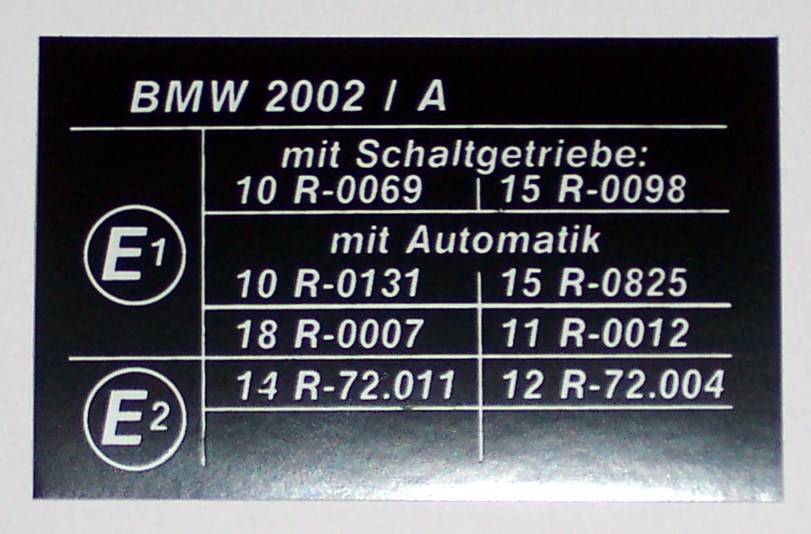 BMW 2002 / A
mit Schaltgetriebe:
10 R-0069 15 R-0098
E1
mit Automatik
10 R-0131 15 R-0825
18 R-0007 11 R-0012
14 R-72.011 12 R-72.004
E2